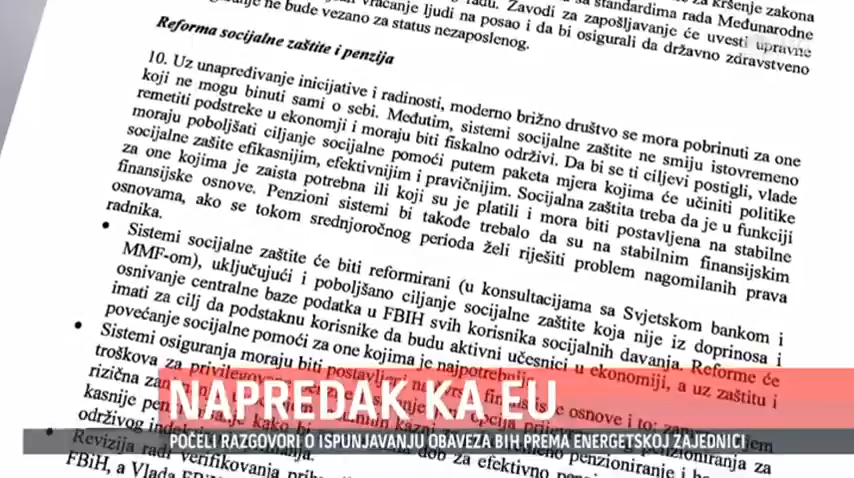 vraćanje ljudi na posao i da bi osigurali da državno zdravstveno
ne bude vezano za status nezaposlenog.
Reforma socijalne zaštite i penzija
10. Uz unapređivanje inicijative i radinosti, moderno brižno društvo se mora pobrinuti za one
koji ne mogu binuti sami o sebi. Međutim, sistemi socijalne zaštite ne smiju istovremeno
remetiti podstreke u ekonomji i moraju biti fiskalno održivi. Da bi se ti ciljevi postigli, vlade
moraju poboljšati ciljanje socijalne pomoći putem paketa mjera kojima će učiniti politike
socijalne zašite efikasnijim, efektivnijim i pravičnijim. Socijalna zaštita treba da je u funkciji
za one kojima je zaista potrebna ili koji su je platili i mora biti postavljena na stabilne
finansijske osnove. Penzioni sistemi bi takođe trebalo da su na stabilnim finansijskim
osnovama, ako se tokom srednjoročnog perioda želi riješiti problem nagomilanih prava
radnika.
• Sistemi socijalne zaštite će biti reformirani (u konsultacijama sa Svjetskom bankom i
MMF-om), uključujući i poboljšano ciljanje socijalne zaštite koja nije iz doprinosa i
osnivanje centralne baze podatka u FBIH svih korisnika socijalnih davanja. Reforme će
imati za cilj da podstaknu korisnike da budu aktivni učesnici u ekonomiji, a uz zaštitu i
povećanje socijalne pomoći za one kojima je najpotrebnija.
• Sistemi osiguranja moraju biti postavljeni na osnove i to:
troškova za
rizična
kasnije penzioniranje i
održivog doba za efektivno
• Revizija radi verifikovanja
FBiH, a Vlada
NAPREDAK KA EU
POČELI RAZGOVORI O ISPUNJAVANJU OBAVEZA BIH PREMA ENERGETSKOJ ZAJEDNICI